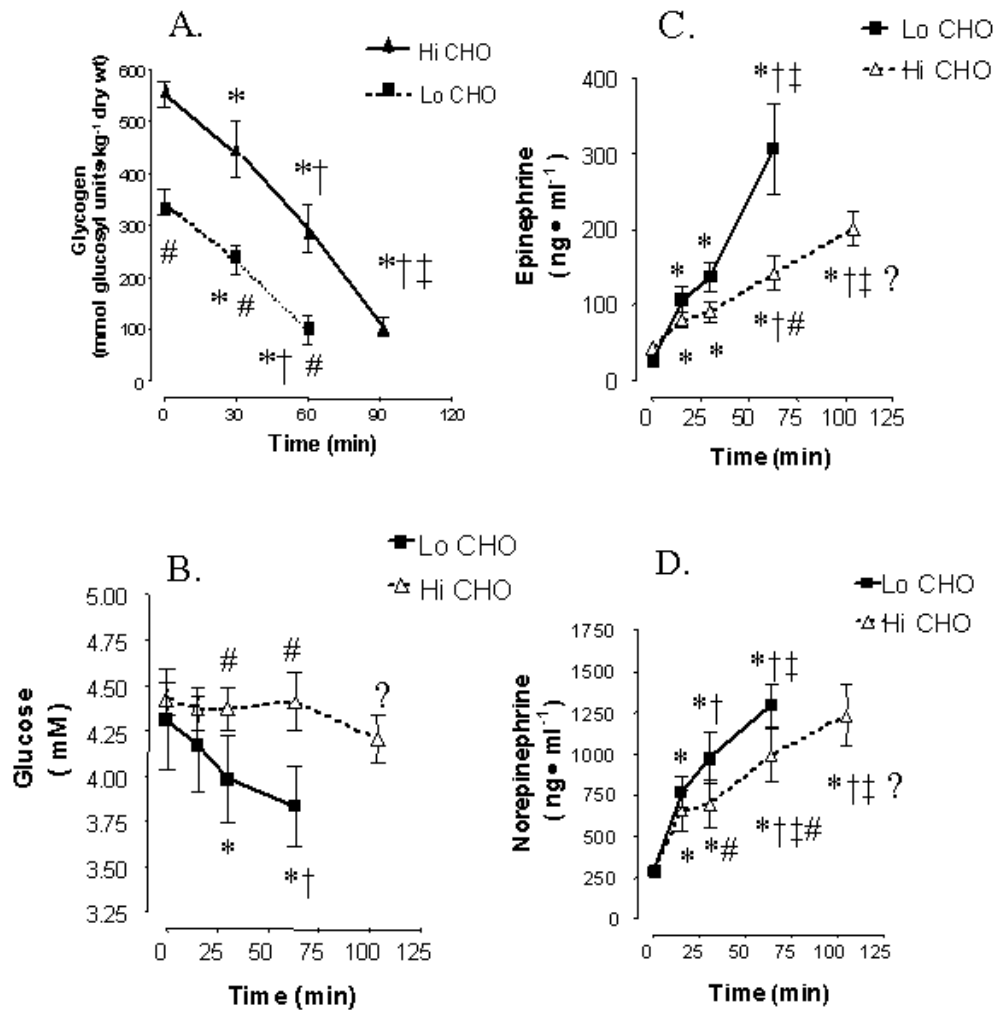 A.
Hi CHO
Lo CHO
Glycogen
(mmol glucosyl units·kg⁻¹ dry wt)
600
500
400
300
200
100
0
*
*†
*†‡
#
* #
*† #
0 30 60 90 120
Time (min)
C.
Lo CHO
Hi CHO
Epinephrine
( ng• ml⁻¹)
400
300
200
100
0
*†‡
*
*
*†‡ ?
*†#
* *
0 25 50 75 100 125
Time (min)
B.
Lo CHO
Hi CHO
Glucose
( mM)
5.00
4.75
4.50
4.25
4.00
3.75
3.50
3.25
# #
?
*
*†
0 25 50 75 100 125
Time (min)
D.
Lo CHO
Hi CHO
Norepinephrine
( ng• ml⁻¹)
1750
1500
1250
1000
750
500
250
0
*†‡
*†
*
*†‡ ?
*†‡#
* *#
0 25 50 75 100 125
Time (min)